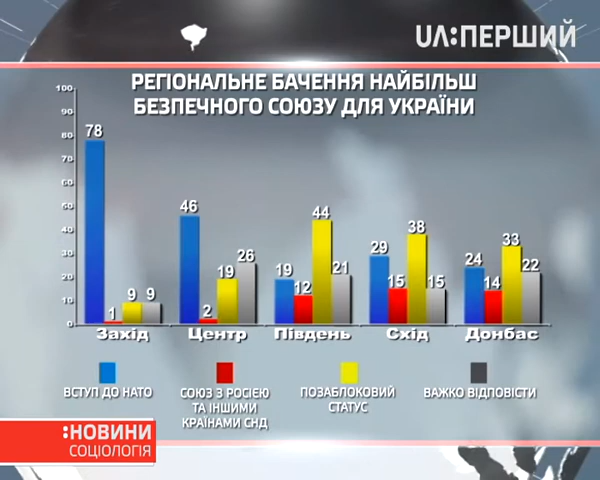 UA:ПЕРШИЙ
РЕГІОНАЛЬНЕ БАЧЕННЯ НАЙБІЛЬШ
БЕЗПЕЧНОГО СОЮЗУ ДЛЯ УКРАЇНИ
100
90
80
70
60
50
40
30
20
10
0
78 1 9 9
46 2 19 26
19 12 44 21
29 15 38 15
24 14 33 22
Захід Центр Південь Схід Донбас
ВСТУП ДО НАТО
СОЮЗ З РОСІЄЮ
ТА ІНШИМИ
КРАЇНАМИ СНД
ПОЗАБЛОКОВИЙ
СТАТУС
ВАЖКО ВІДПОВІСТИ
:НОВИНИ
СОЦІОЛОГІЯ